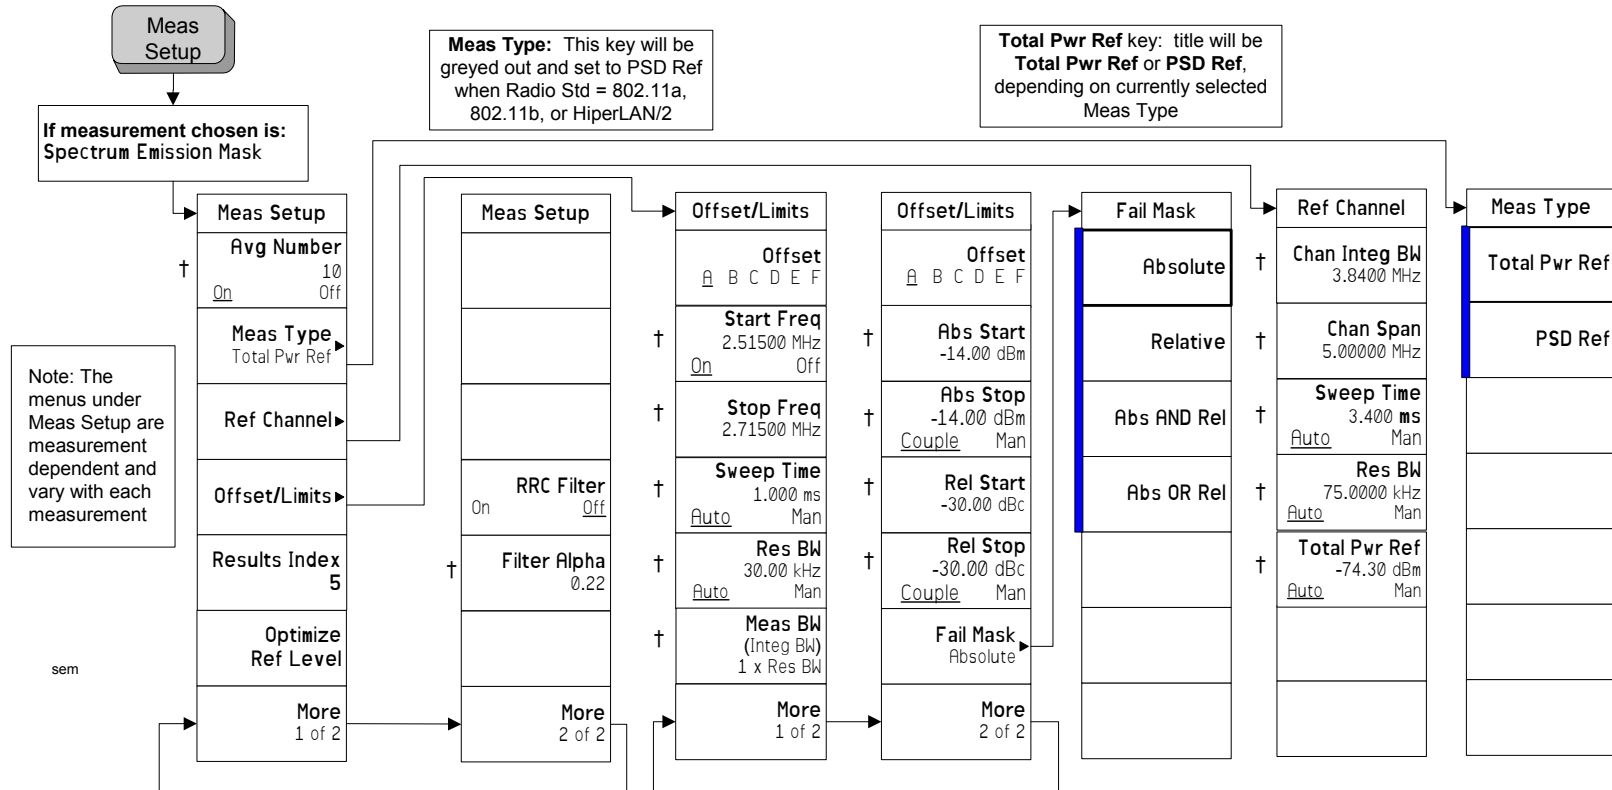 Meas
Setup
Meas Type: This key will be
greyed out and set to PSD Ref
when Radio Std = 802.11a,
802.11b, or HiperLAN/2
Total Pwr Ref key: title will be
Total Pwr Ref or PSD Ref,
depending on currently selected
Meas Type
If measurement chosen is:
Spectrum Emission Mask
Note: The
menus under
Meas Setup are
measurement
dependent and
vary with each
measurement
sem
Meas Setup
Avg Number
†
10
On Off
Meas Type
Total Pwr Ref
Ref Channel
Offset/Limits
Results Index
5
Optimize
Ref Level
More
1 of 2
Meas Setup
RRC Filter
On Off
† Filter Alpha
0.22
More
2 of 2
Offset/Limits
Offset
A B C D E F
Start Freq
† 2.51500 MHz
On Off
† Stop Freq
2.71500 MHz
Sweep Time
† 1.000 ms
Auto Man
Res BW
† 30.00 kHz
Auto Man
Meas BW
† (Integ BW)
1 x Res BW
More
1 of 2
Offset/Limits
Offset
A B C D E F
† Abs Start
-14.00 dBm
Abs Stop
† -14.00 dBm
Couple Man
† Rel Start
-30.00 dBc
Rel Stop
† -30.00 dBc
Couple Man
Fail Mask
Absolute
More
2 of 2
Fail Mask
Absolute
Relative
Abs AND Rel
Abs OR Rel
Ref Channel
† Chan Integ BW
3.8400 MHz
† Chan Span
5.00000 MHz
Sweep Time
† 3.400 ms
Auto Man
Res BW
† 75.0000 kHz
Auto Man
Total Pwr Ref
† -74.30 dBm
Auto Man
Meas Type
Total Pwr Ref
PSD Ref